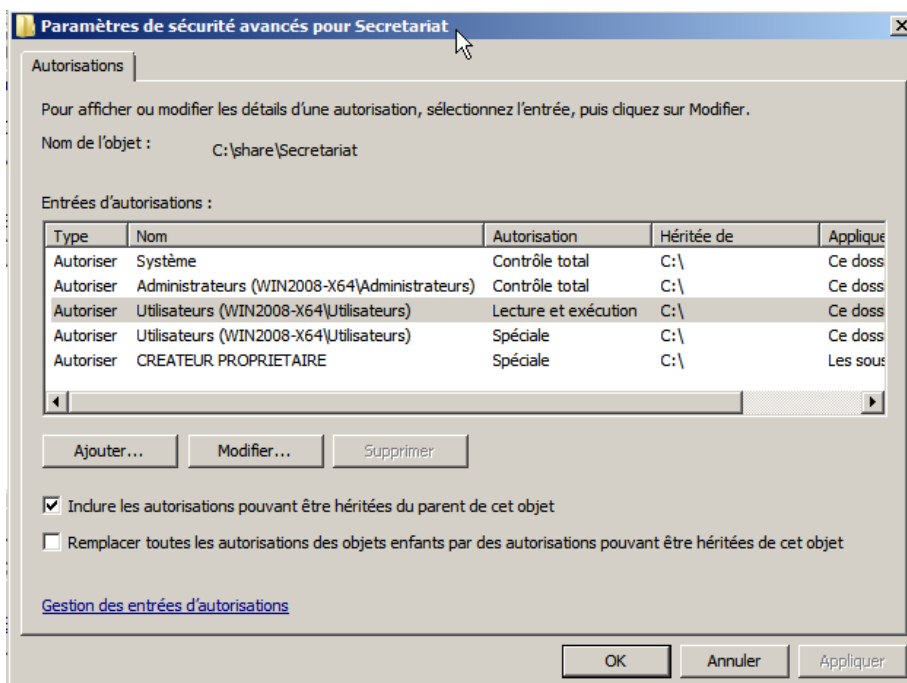 Paramètres de sécurité avancés pour Secretariat
Autorisations
Pour afficher ou modifier les détails d'une autorisation, sélectionnez l'entrée, puis cliquez sur Modifier.
Nom de l'objet : C:\share\Secretariat
Entrées d'autorisations :
Type Nom Autorisation Héritée de Applique
Autoriser Système Contrôle total C:\ Ce doss
Autoriser Administrateurs (WIN2008-X64\Administrateurs) Contrôle total C:\ Ce doss
Autoriser Utilisateurs (WIN2008-X64\Utilisateurs) Lecture et exécution C:\ Ce doss
Autoriser Utilisateurs (WIN2008-X64\Utilisateurs) Spéciale C:\ Ce doss
Autoriser CREATEUR PROPRIETAIRE Spéciale C:\ Les sous
Ajouter... Modifier... Supprimer
Inclure les autorisations pouvant être héritées du parent de cet objet
Remplacer toutes les autorisations des objets enfants par des autorisations pouvant être héritées de cet objet
Gestion des entrées d'autorisations
OK Annuler Appliquer